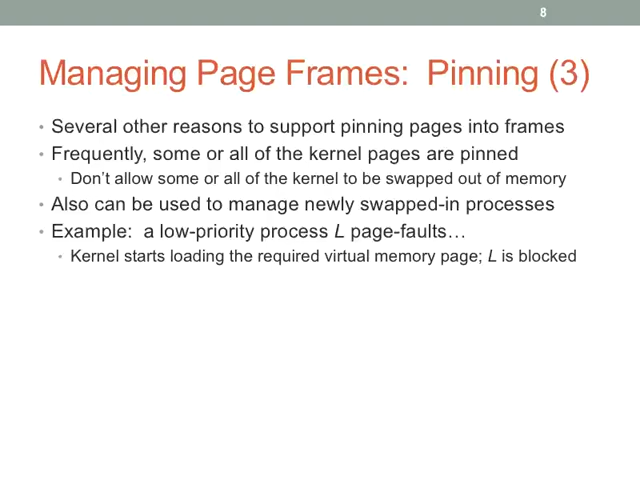 8
Managing Page Frames:  Pinning (3)
• Several other reasons to support pinning pages into frames
• Frequently, some or all of the kernel pages are pinned
• Don’t allow some or all of the kernel to be swapped out of memory
• Also can be used to manage newly swapped-in processes
• Example:  a low-priority process L page-faults…
• Kernel starts loading the required virtual memory page; L is blocked